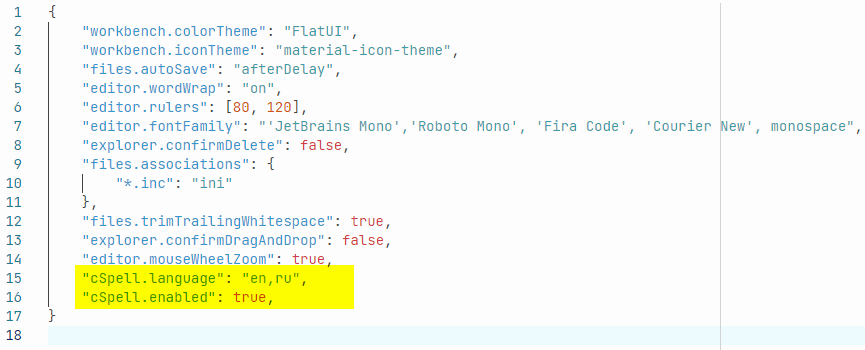 1 {
2 "workbench.colorTheme": "FlatUI",
3 "workbench.iconTheme": "material-icon-theme",
4 "files.autoSave": "afterDelay",
5 "editor.wordWrap": "on",
6 "editor.rulers": [80, 120],
7 "editor.fontFamily": "'JetBrains Mono','Roboto Mono', 'Fira Code', 'Courier New', monospace",
8 "explorer.confirmDelete": false,
9 "files.associations": {
10 "*.inc": "ini"
11 },
12 "files.trimTrailingWhitespace": true,
13 "explorer.confirmDragAndDrop": false,
14 "editor.mouseWheelZoom": true,
15 "cSpell.language": "en,ru",
16 "cSpell.enabled": true,
17 }
18